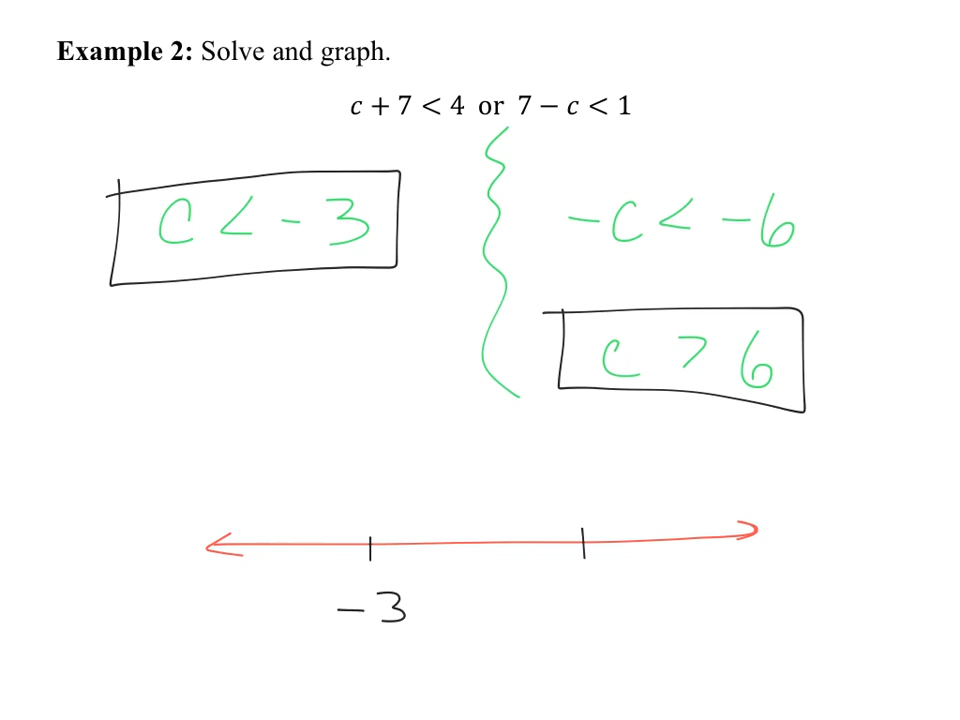 Example 2: Solve and graph.
c + 7 < 4 or 7 − c < 1
c < -3
-c < -6
c > 6
-3